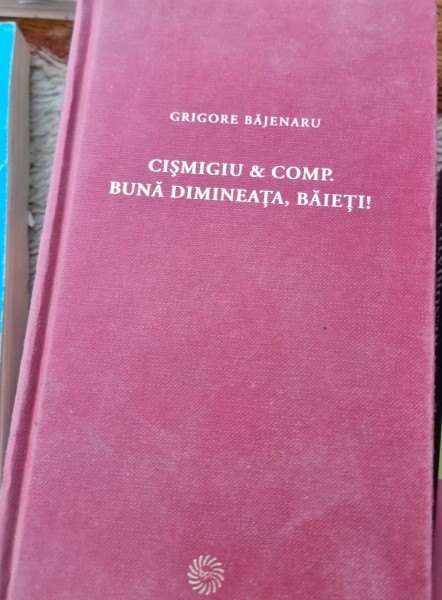 GRIGORE BĂJENARU
CIŞMIGIU & COMP.
BUNĂ DIMINEAŢA, BĂIEŢI!